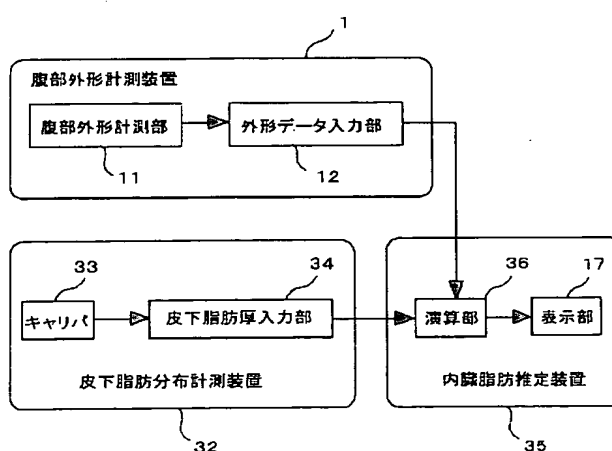 1
腹部外形計測装置
腹部外形計測部
外形データ入力部
11
12
33
34
36
17
キャリパ
皮下脂肪厚入力部
演算部
表示部
皮下脂肪分布計測装置
内臓脂肪推定装置
32
35